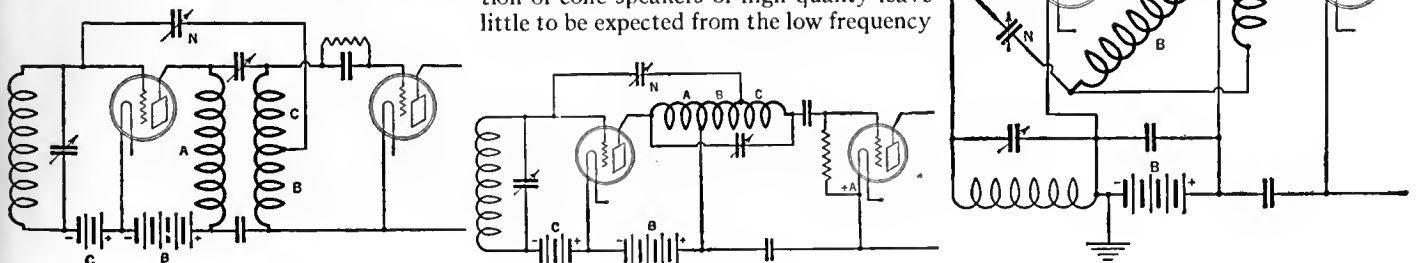 N
A
C
B
- C +
- B +
tion of cone speakers of high quality leave
little to be expected from the low frequency
N
A B C
+A
- C +
- B +
N
B
B
- +